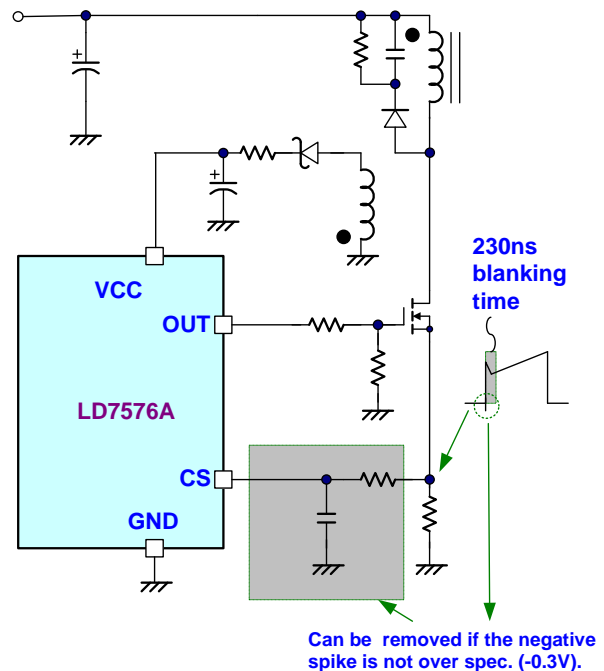 +
+
230ns
blanking
time
VCC
OUT
LD7576A
CS
GND
Can be removed if the negative
spike is not over spec. (-0.3V).